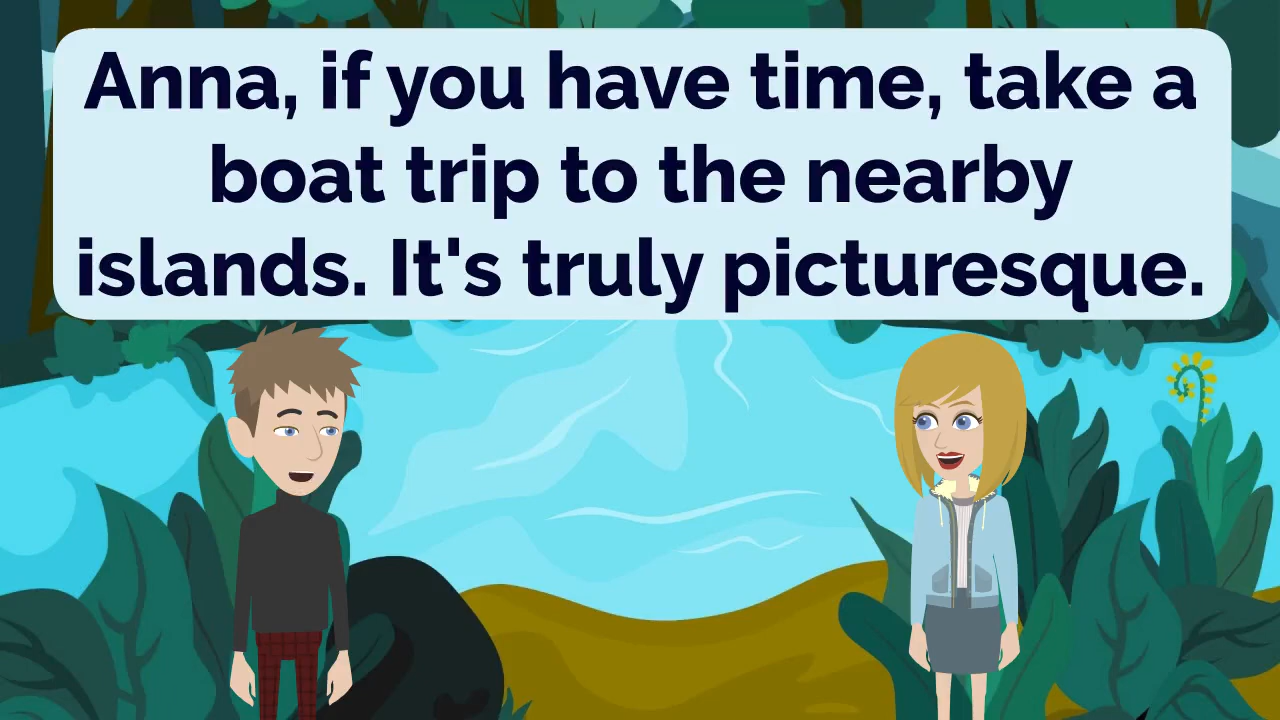 Anna, if you have time, take a
boat trip to the nearby
islands. It's truly picturesque.